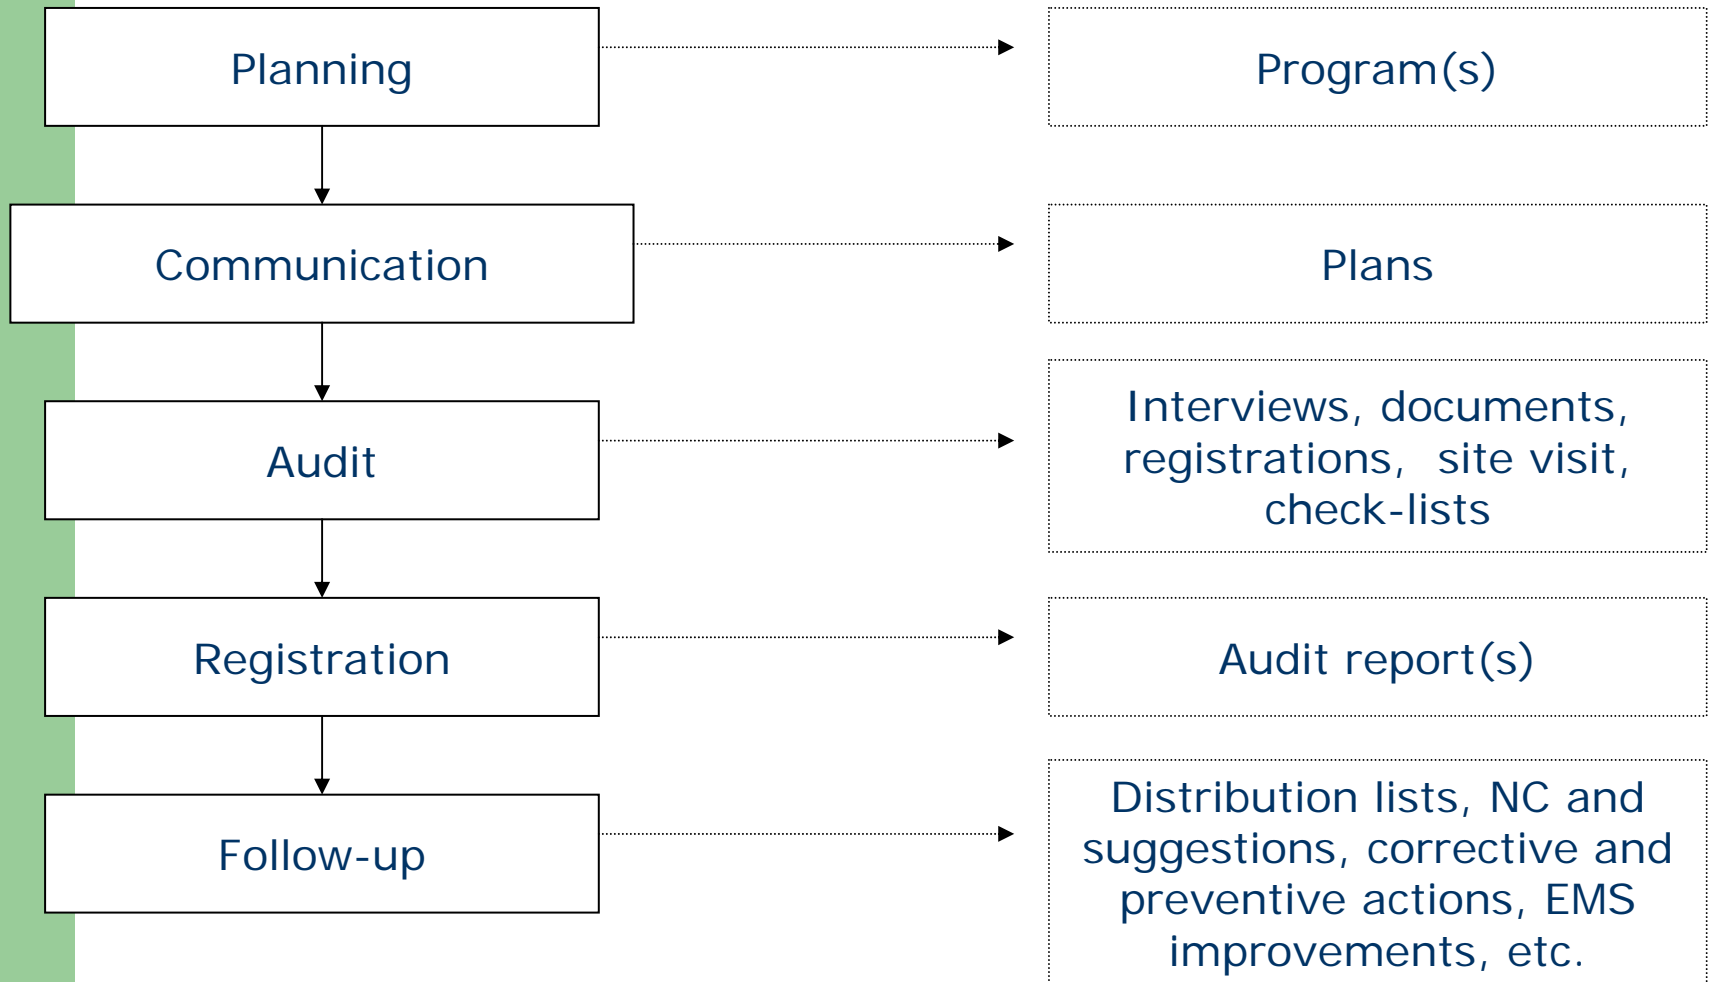 Planning
Program(s)
Communication
Plans
Audit
Interviews, documents,
registrations, site visit,
check-lists
Registration
Audit report(s)
Follow-up
Distribution lists, NC and
suggestions, corrective and
preventive actions, EMS
improvements, etc.